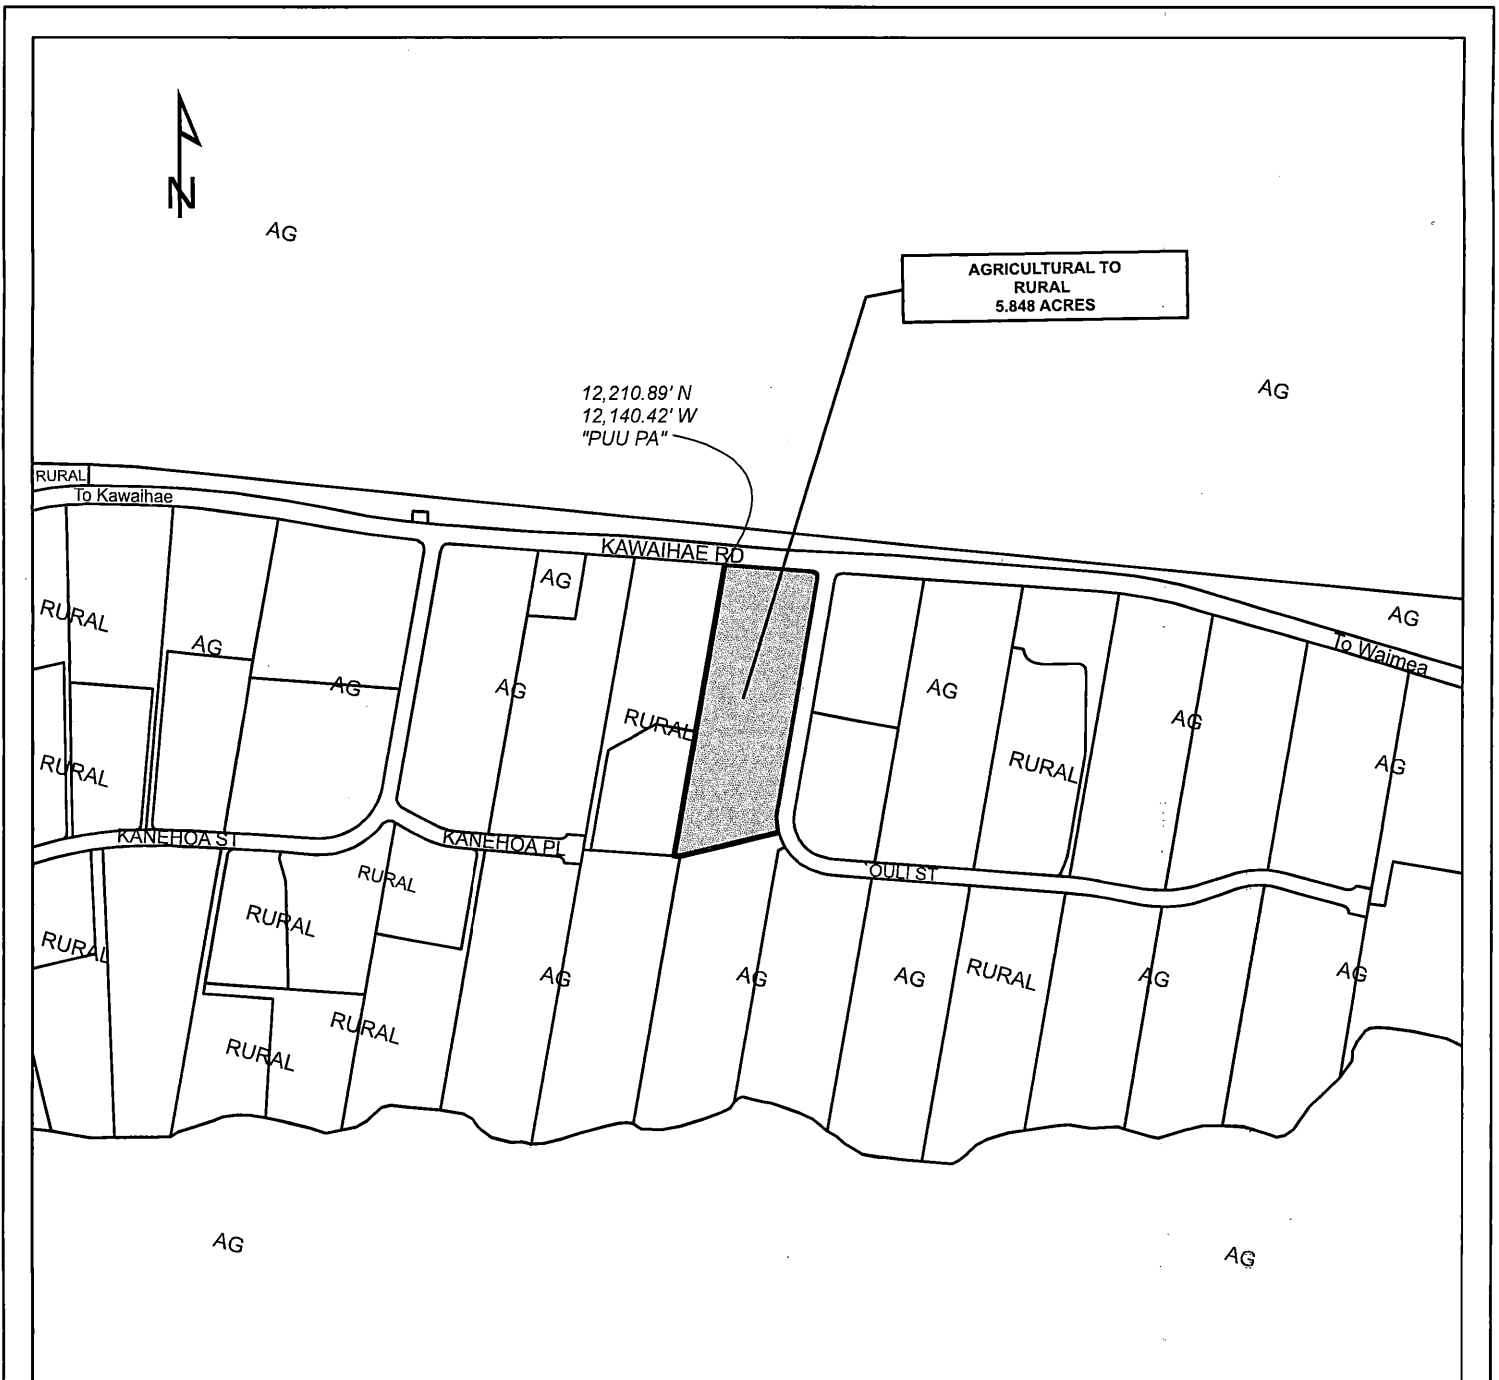 N
AG
AGRICULTURAL TO
RURAL
5.848 ACRES
12,210.89' N
12,140.42' W
"PUU PA"
AG
RURAL
To Kawaihae
KAWAIHAE RD
AG
RURAL
AG
AG
To Waimea
AG
AG
AG
RURAL
AG
AG
RURAL
RURAL
AG
KANEHOA ST
KANEHOA PL
'OULI ST
RURAL
RURAL
RURAL
AG
AG
AG
RURAL
AG
AG
RURAL
RURAL
AG
AG